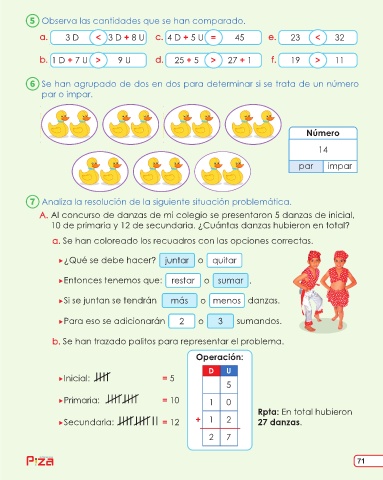 5 Observa las cantidades que se han comparado.
a. 3 D < 3 D + 8 U c. 4 D + 5 U = 45 e. 23 < 32
b. 1 D + 7 U > 9 U d. 25 + 5 > 27 + 1 f. 19 > 11
6 Se han agrupado de dos en dos para determinar si se trata de un número
par o impar.
Número
14
par impar
7 Analiza la resolución de la siguiente situación problemática.
A. Al concurso de danzas de mi colegio se presentaron 5 danzas de inicial,
10 de primaria y 12 de secundaria. ¿Cuántas danzas hubieron en total?
a. Se han coloreado los recuadros con las opciones correctas.
▸¿Qué se debe hacer? juntar o quitar
▸Entonces tenemos que: restar o sumar .
▸Si se juntan se tendrán más o menos danzas.
▸Para eso se adicionarán 2 o 3 sumandos.
b. Se han trazado palitos para representar el problema.
Operación:
D U
▸Inicial: = 5
5
▸Primaria: = 10
1 0
▸Secundaria: = 12
+ 1 2
2 7
Rpta: En total hubieron
27 danzas.
Piza
71